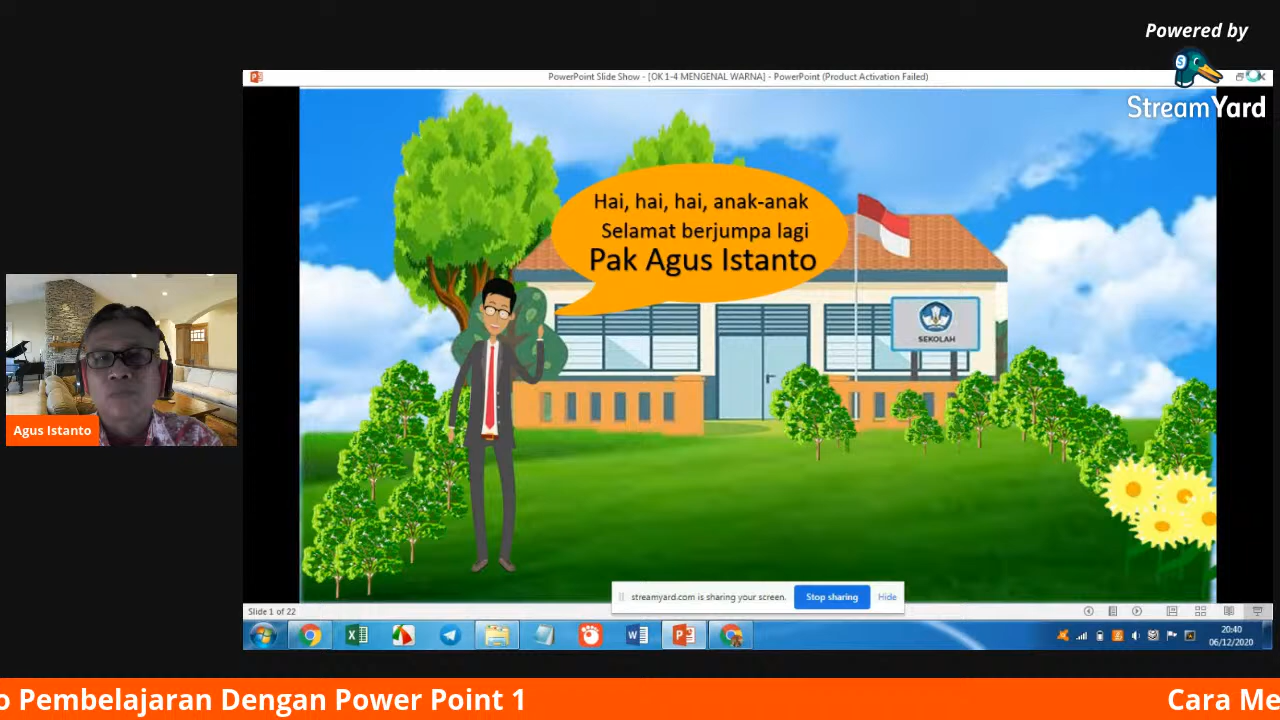 Powered by
StreamYard
PowerPoint Slide Show - [OK 1-4 MENGENAL WARNA] - PowerPoint (Product Activation Failed)
Hai, hai, hai, anak-anak
Selamat berjumpa lagi
Pak Agus Istanto
SEKOLAH
Agus Istanto
streamyard.com is sharing your screen.
Stop sharing
Hide
Slide 1 of 22
20:40
06/12/2020
o Pembelajaran Dengan Power Point 1
Cara Me